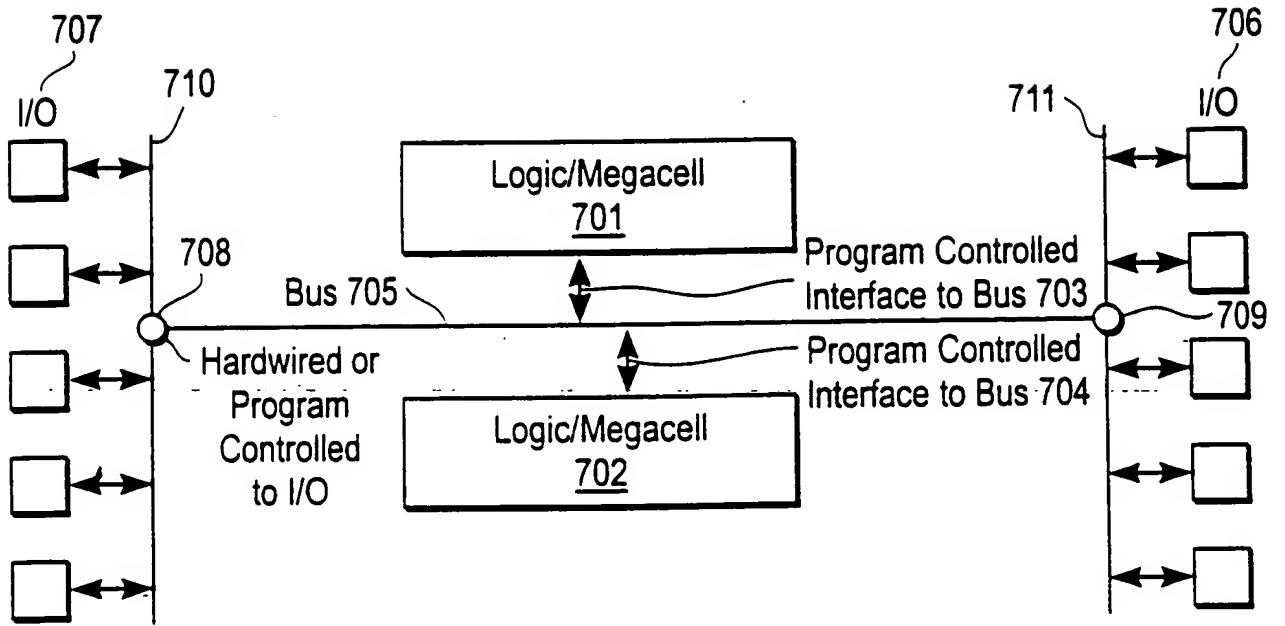 707
I/O
710
706
I/O
711
Logic/Megacell
701
708
Bus 705
Program Controlled
Interface to Bus 703
709
Hardwired or
Program
Controlled
to I/O
Program Controlled
Interface to Bus 704
Logic/Megacell
702